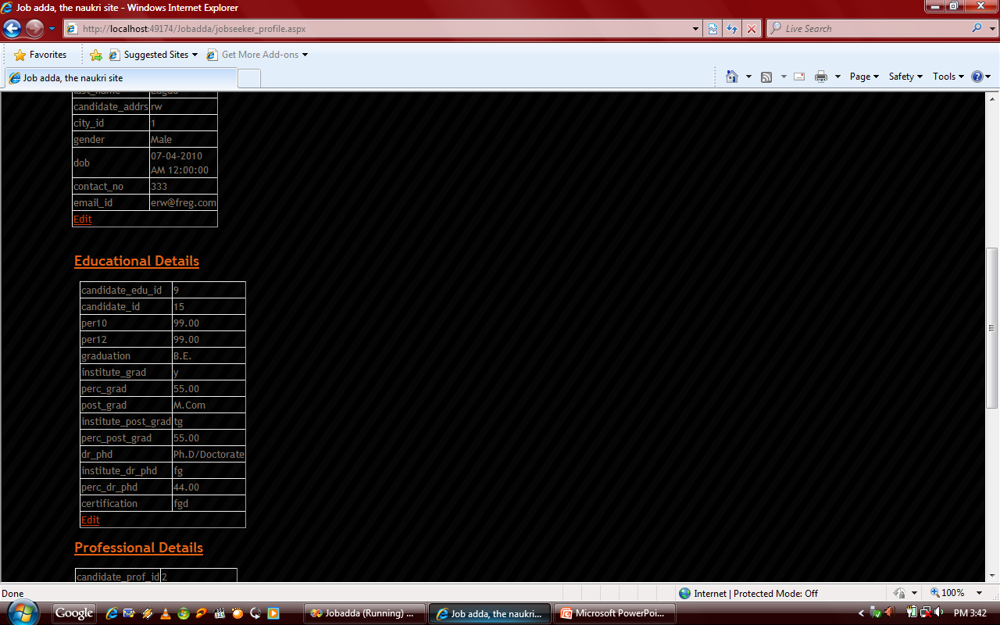 Job adda, the naukri site - Windows Internet Explorer
http://localhost:49174/Jobadda/jobseeker_profile.aspx
Live Search
Favorites
Suggested Sites
Get More Add-ons
Job adda, the naukri site
Page
Safety
Tools
last_name
candidate_addrs rw
city_id 1
gender Male
dob 07-04-2010
AM 12:00:00
contact_no 333
email_id erw@freg.com
Edit
Educational Details
candidate_edu_id 9
candidate_id 15
per10 99.00
per12 99.00
graduation B.E.
institute_grad y
perc_grad 55.00
post_grad M.Com
institute_post_grad tg
perc_post_grad 55.00
dr_phd Ph.D/Doctorate
institute_dr_phd fg
perc_dr_phd 44.00
certification fgd
Edit
Professional Details
candidate_prof_id 2
Done
Internet | Protected Mode: Off
100%
Google
Jobadda (Running) ...
Job adda, the naukri...
Microsoft PowerPoi...
PM 3:42